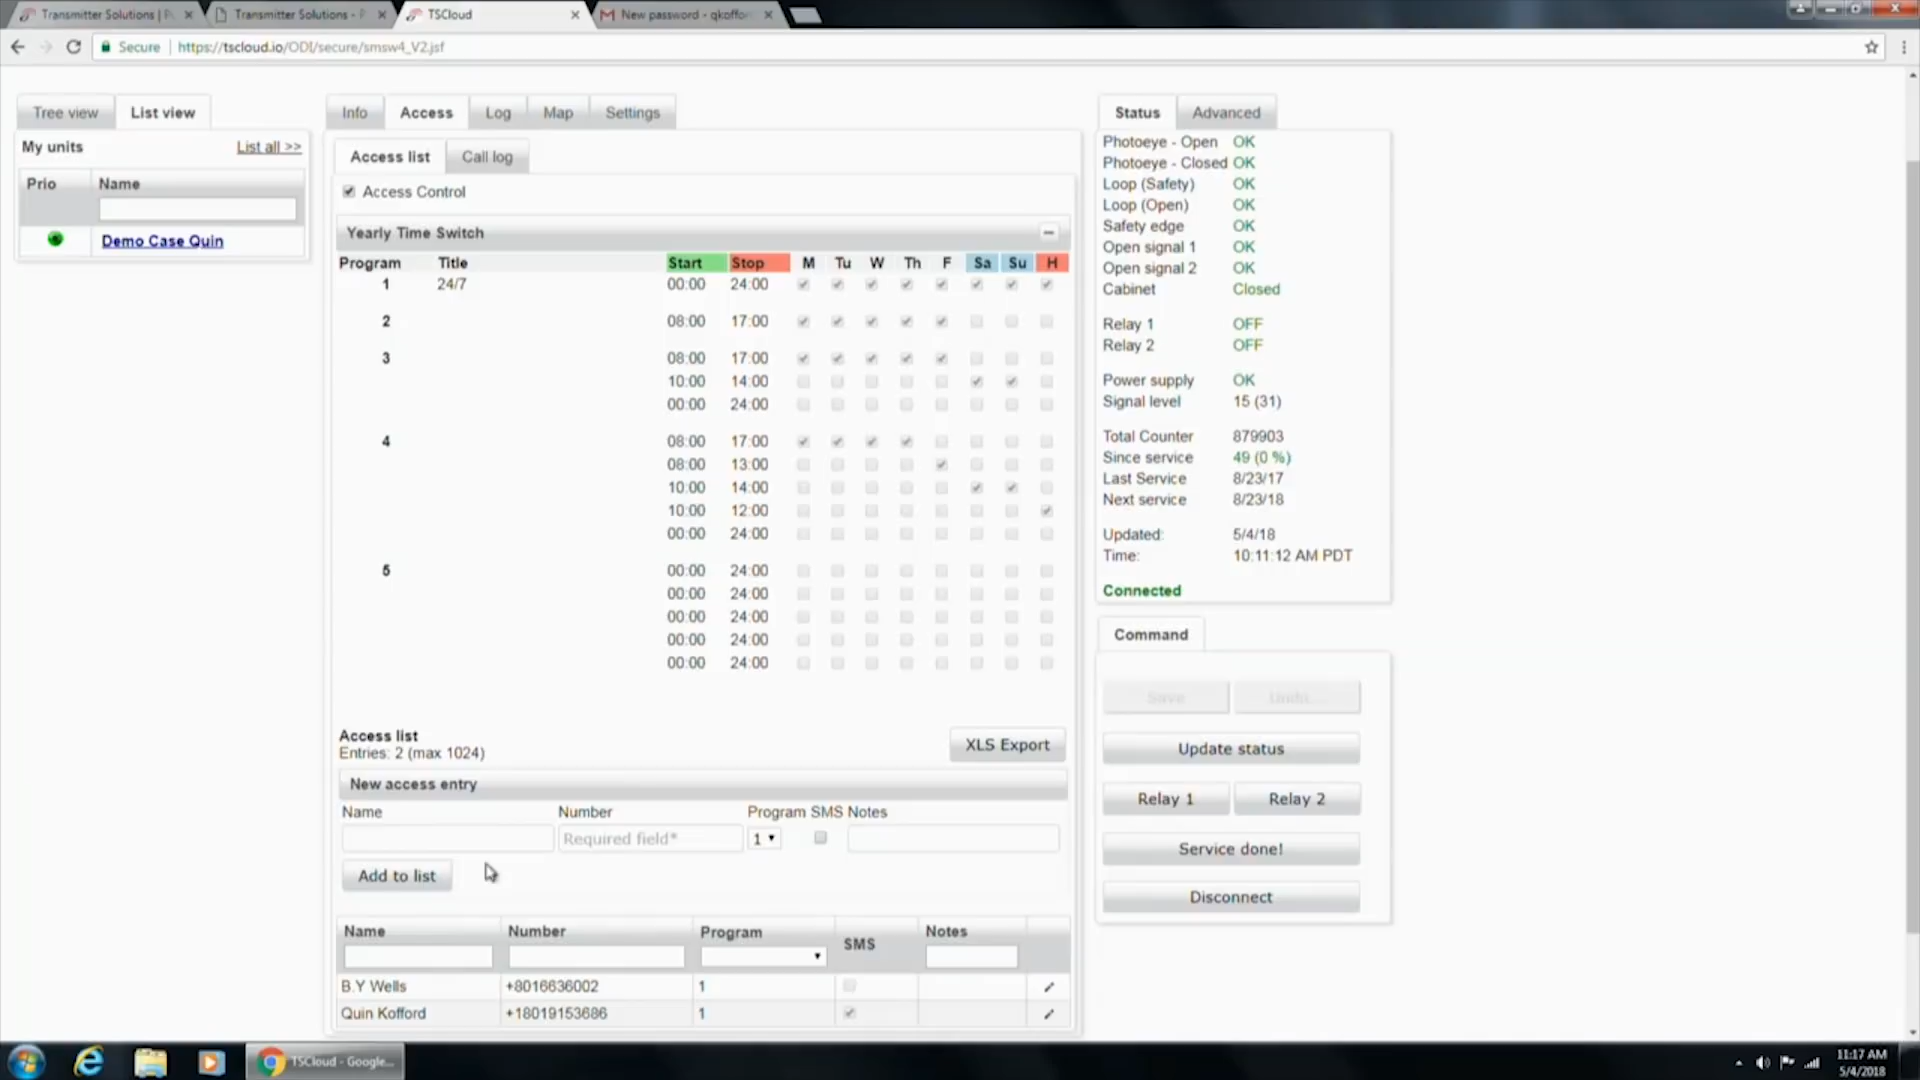 Transmitter Solutions |
Transmitter Solutions - P
TSCloud
New password - qkoffo
Secure
https://tscloud.io/ODI/secure/smsw4_V2.jsf
Tree view
List view
My units
List all >>
Prio
Name
Demo Case Quin
Info
Access
Log
Map
Settings
Access list
Call log
Access Control
Yearly Time Switch
Program Title Start Stop M Tu W Th F Sa Su H
1 24/7 00:00 24:00
2 08:00 17:00
3 08:00 17:00
10:00 14:00
00:00 24:00
4 08:00 17:00
08:00 13:00
10:00 14:00
10:00 12:00
00:00 24:00
5 00:00 24:00
00:00 24:00
00:00 24:00
00:00 24:00
00:00 24:00
Access list
Entries: 2 (max 1024)
XLS Export
New access entry
Name Number Program SMS Notes
Required field* 1
Add to list
Name Number Program SMS Notes
B.Y Wells +8016636002 1
Quin Kofford +18019153686 1
Status
Advanced
Photoeye - Open OK
Photoeye - Closed OK
Loop (Safety) OK
Loop (Open) OK
Safety edge OK
Open signal 1 OK
Open signal 2 OK
Cabinet Closed
Relay 1 OFF
Relay 2 OFF
Power supply OK
Signal level 15 (31)
Total Counter 879903
Since service 49 (0 %)
Last Service 8/23/17
Next service 8/23/18
Updated: 5/4/18
Time: 10:11:12 AM PDT
Connected
Command
Save
Undo...
Update status
Relay 1
Relay 2
Service done!
Disconnect
TSCloud - Google...
11:17 AM
5/4/2018